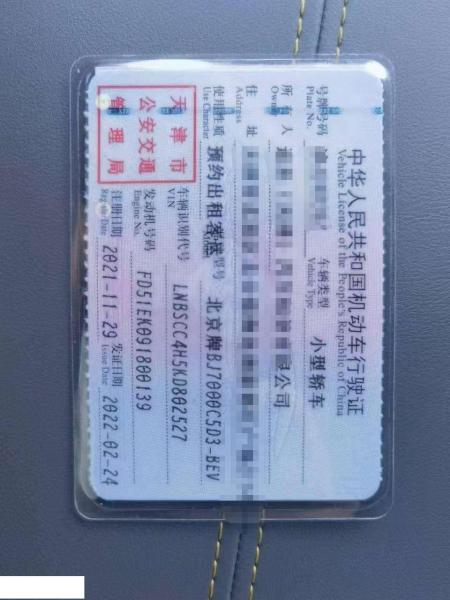 中华人民共和国机动车行驶证
Vehicle License of the People's Republic of China
号牌号码 车辆类型 小型轿车
Plate No. Vehicle Type
所有人 限公司
Owner
住址
Address
使用性质 预约出租客运 型号 北京牌BJ7000C5D3-BEV
Use Character
天津市
公安交通
管理局
车辆识别代号 LNBSCC4H5KD802527
VIN
发动机号码 FD51EK091800139
Engine No.
注册日期 2021-11-29 发证日期 2022-02-24
Register Date Issue Date